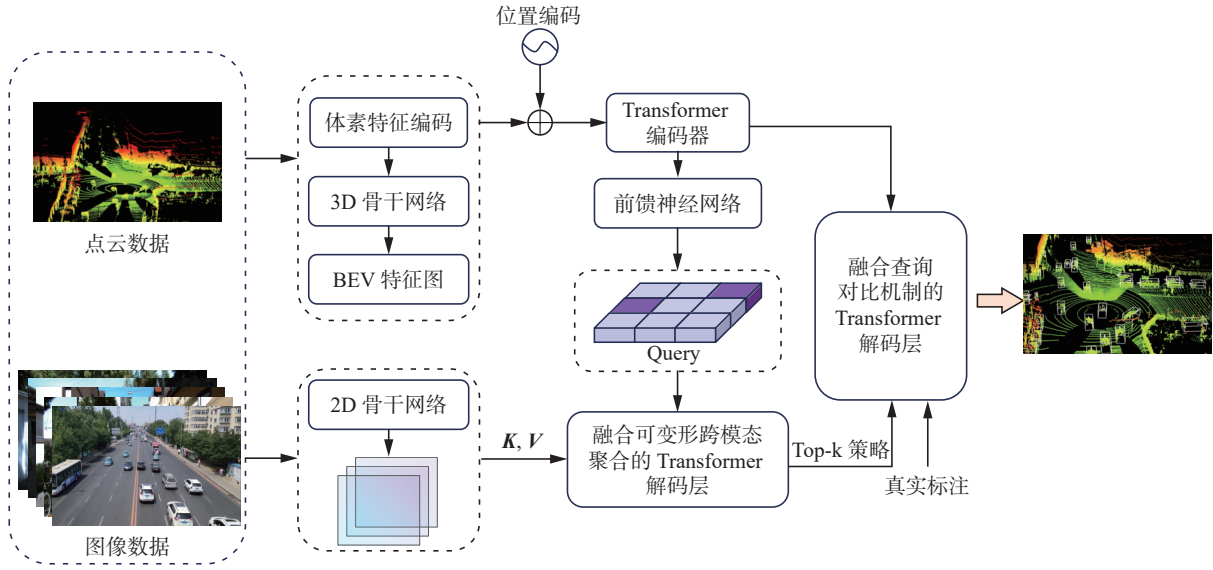 位置编码
体素特征编码
3D 骨干网络
BEV 特征图
点云数据
Transformer
编码器
前馈神经网络
Query
融合查询
对比机制的
Transformer
解码层
2D 骨干网络
K, V
融合可变形跨模态
聚合的 Transformer
解码层
Top-k 策略
真实标注
图像数据